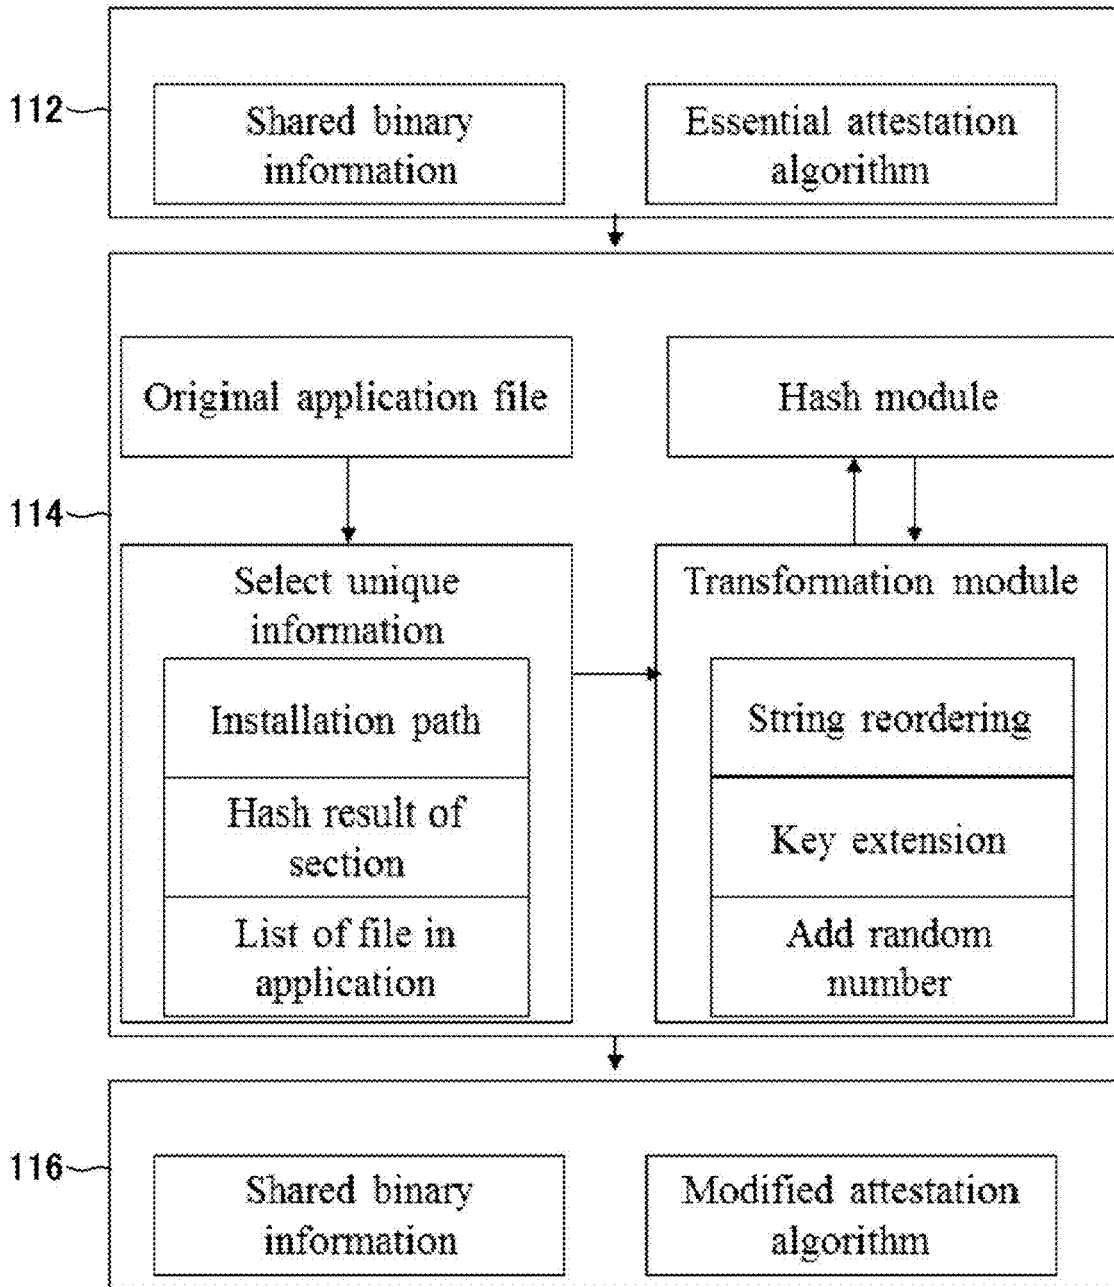 112
Shared binary
information
Essential attestation
algorithm
114
Original application file
Hash module
Select unique
information
Installation path
Hash result of
section
List of file in
application
Transformation module
String reordering
Key extension
Add random
number
116
Shared binary
information
Modified attestation
algorithm